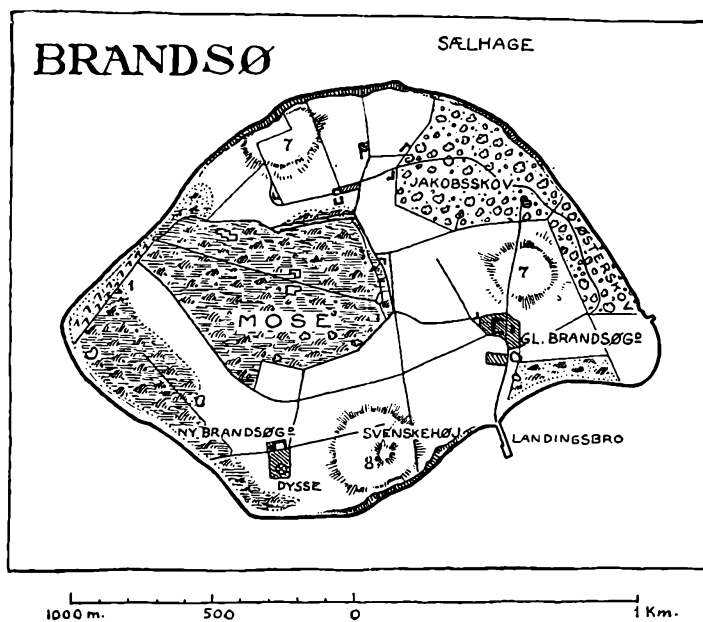 BRANDSØ
SÆLHAGE
7
JAKOBSSKOV
ØSTERSKOV
7
1
MOSE
GL. BRANDSØGD
NY BRANDSØGD
SVENSKEHØJ
LANDINGSBRO
8
DYSSE
1000 m. 500 0 1 Km.